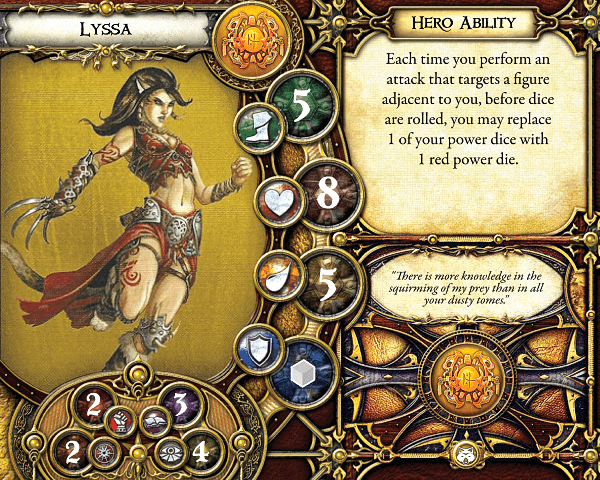 Lyssa
5
8
5
2
3
2
4
Hero Ability
Each time you perform an
attack that targets a figure
adjacent to you, before dice
are rolled, you may replace
1 of your power dice with
1 red power die.
"There is more knowledge in the
squirming of my prey than in all
your dusty tomes."